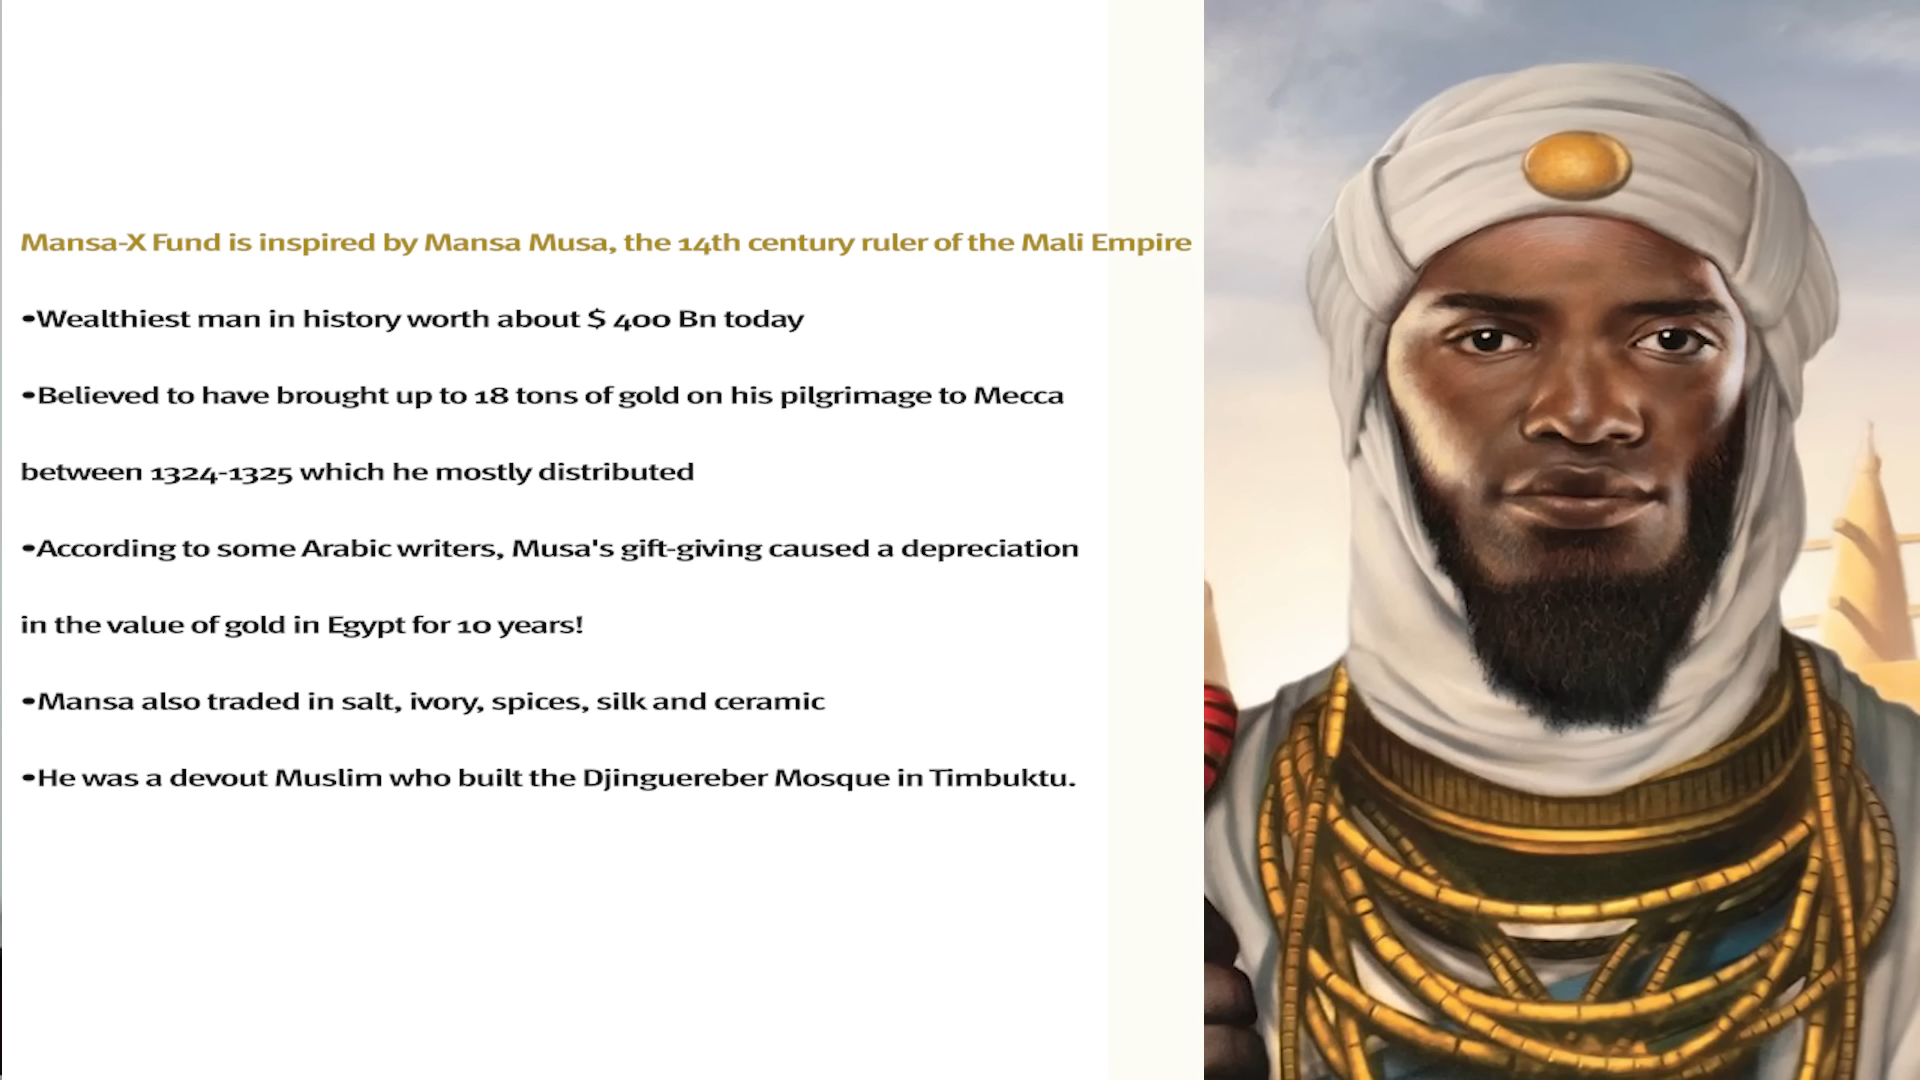 Mansa-X Fund is inspired by Mansa Musa, the 14th century ruler of the Mali Empire
•Wealthiest man in history worth about $ 400 Bn today
•Believed to have brought up to 18 tons of gold on his pilgrimage to Mecca
between 1324-1325 which he mostly distributed
•According to some Arabic writers, Musa's gift-giving caused a depreciation
in the value of gold in Egypt for 10 years!
•Mansa also traded in salt, ivory, spices, silk and ceramic
•He was a devout Muslim who built the Djinguereber Mosque in Timbuktu.